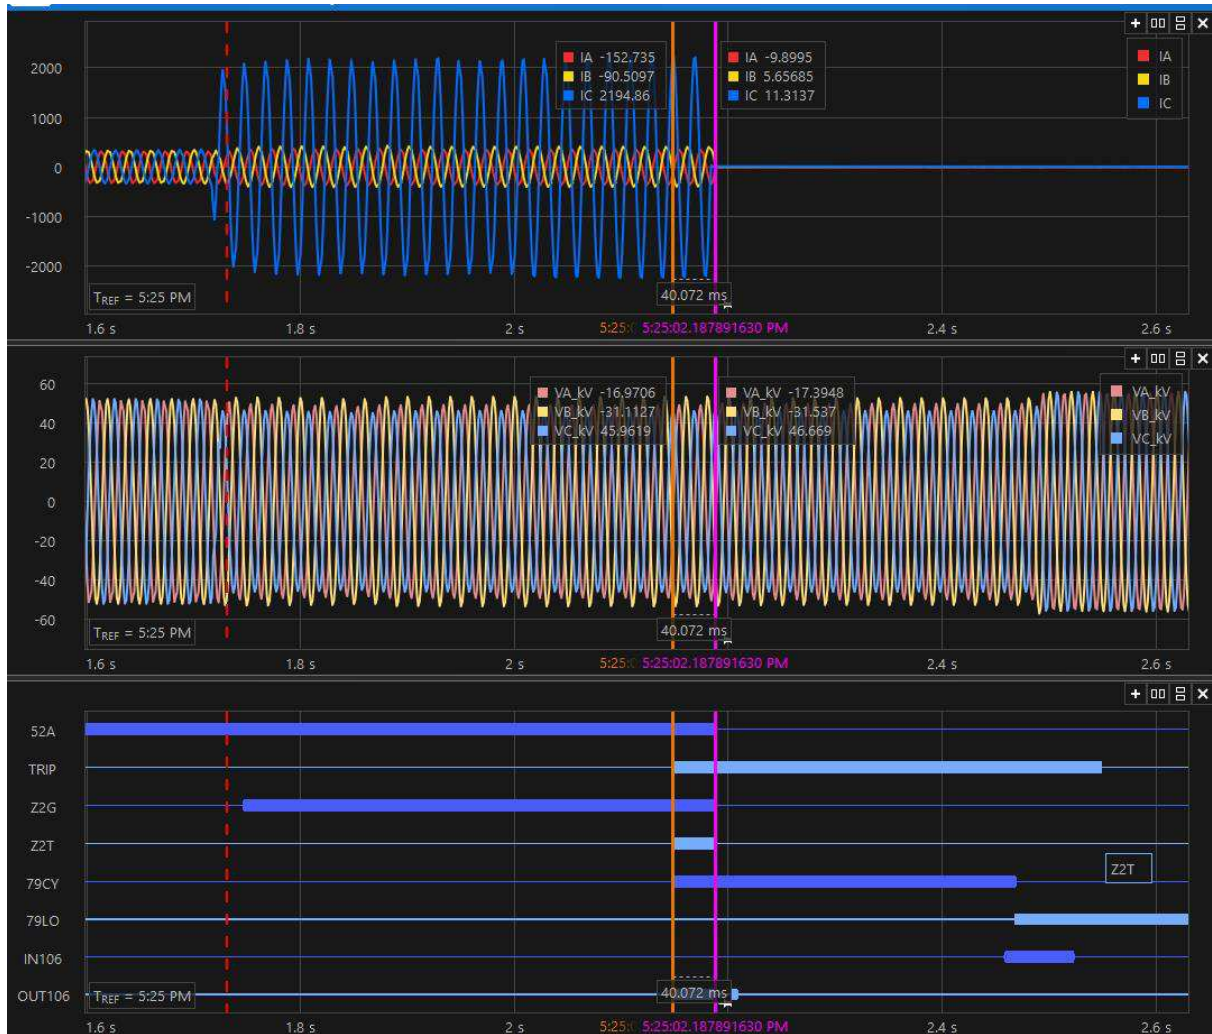 IA -152.735
IB -90.5097
IC 2194.86
IA -9.8995
IB 5.65685
IC 11.3137
IA
IB
IC
2000
1000
0
-1000
-2000
TREF = 5:25 PM
40.072 ms
1.6 s 1.8 s 2 s 5:25: 5:25:02.187891630 PM 2.4 s 2.6 s
VA_kV -16.9706
VB_kV -31.1127
VC_kV 45.9619
VA_kV -17.3948
VB_kV -31.537
VC_kV 46.669
VA_kV
VB_kV
VC_kV
60
40
20
0
-20
-40
-60
TREF = 5:25 PM
40.072 ms
1.6 s 1.8 s 2 s 5:25: 5:25:02.187891630 PM 2.4 s 2.6 s
52A
TRIP
Z2G
Z2T
Z2T
79CY
79LO
IN106
OUT106
TREF = 5:25 PM
40.072 ms
1.6 s 1.8 s 2 s 5:25: 5:25:02.187891630 PM 2.4 s 2.6 s